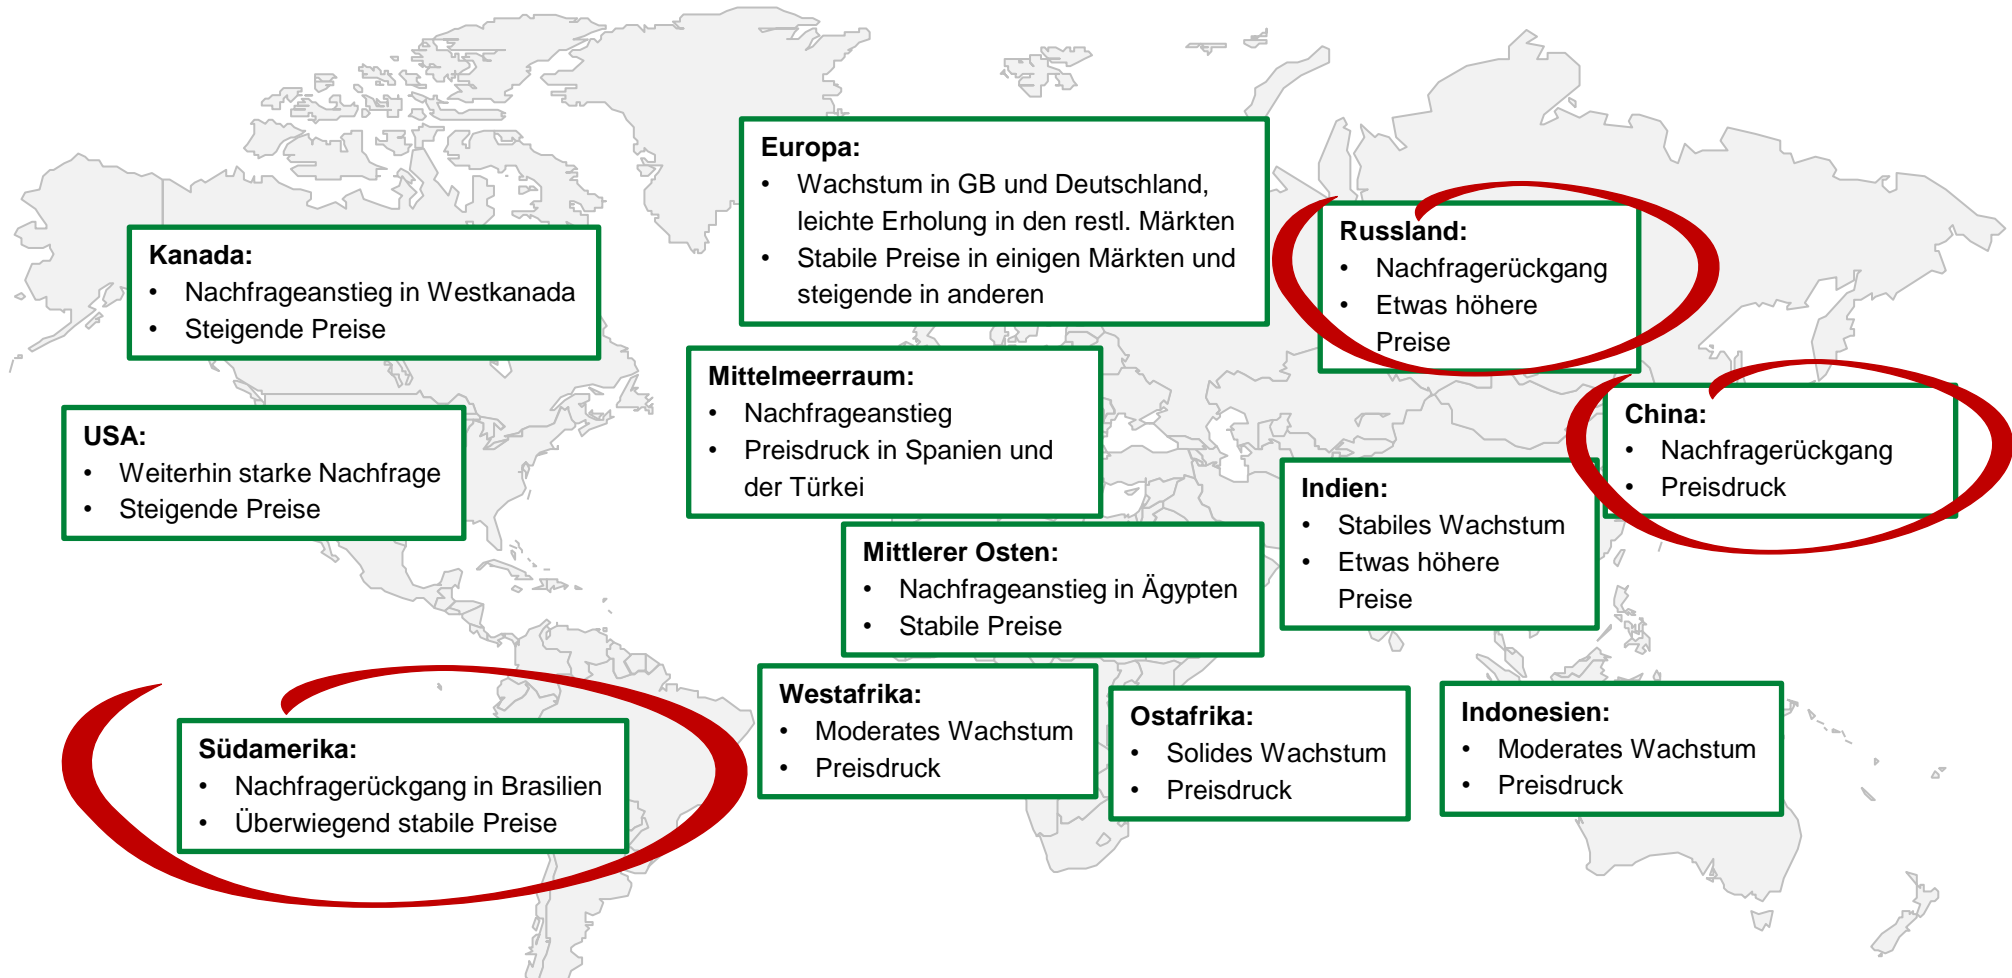 Europa:
• Wachstum in GB und Deutschland,
leichte Erholung in den restl. Märkten
• Stabile Preise in einigen Märkten und
steigende in anderen
Russland:
• Nachfragerückgang
• Etwas höhere
Preise
Kanada:
• Nachfrageanstieg in Westkanada
• Steigende Preise
Mittelmeerraum:
• Nachfrageanstieg
• Preisdruck in Spanien und
der Türkei
China:
• Nachfragerückgang
• Preisdruck
USA:
• Weiterhin starke Nachfrage
• Steigende Preise
Indien:
• Stabiles Wachstum
• Etwas höhere
Preise
Mittlerer Osten:
• Nachfrageanstieg in Ägypten
• Stabile Preise
Westafrika:
• Moderates Wachstum
• Preisdruck
Ostafrika:
• Solides Wachstum
• Preisdruck
Indonesien:
• Moderates Wachstum
• Preisdruck
Südamerika:
• Nachfragerückgang in Brasilien
• Überwiegend stabile Preise